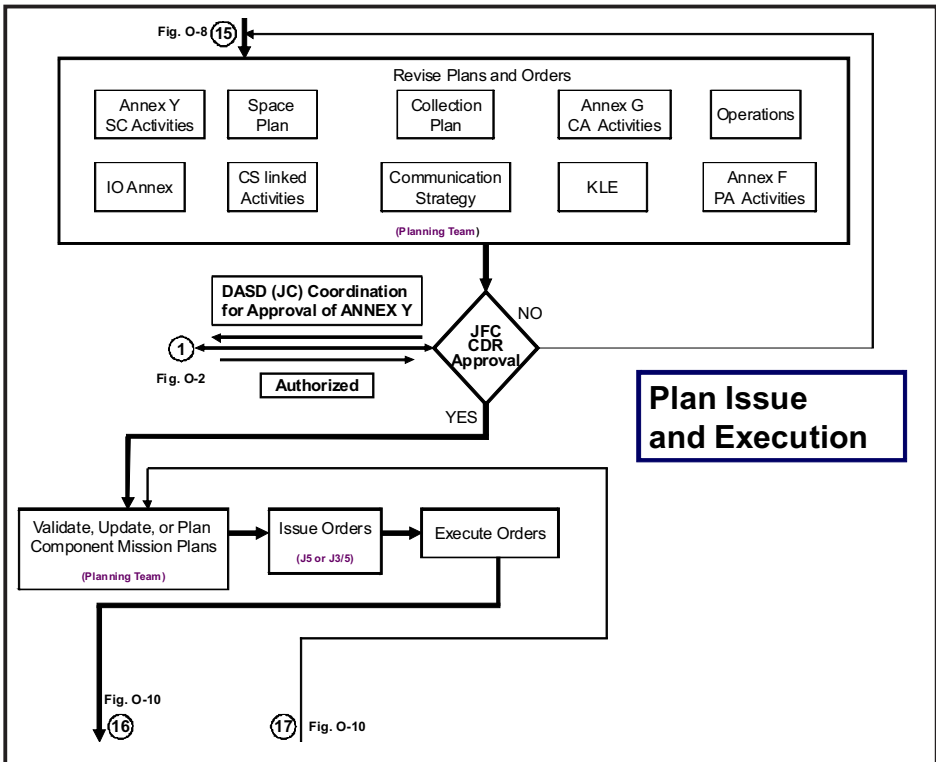 Fig. O-8 15
Revise Plans and Orders
Annex Y
SC Activities
Space
Plan
Collection
Plan
Annex G
CA Activities
Operations
IO Annex
CS linked
Activities
Communication
Strategy
KLE
Annex F
PA Activities
(Planning Team)
DASD (JC) Coordination
for Approval of ANNEX Y
1
Fig. O-2
Authorized
JFC
CDR
Approval
NO
YES
Plan Issue
and Execution
Validate, Update, or Plan
Component Mission Plans
(Planning Team)
Issue Orders
(J5 or J3/5)
Execute Orders
Fig. O-10
16
17 Fig. O-10